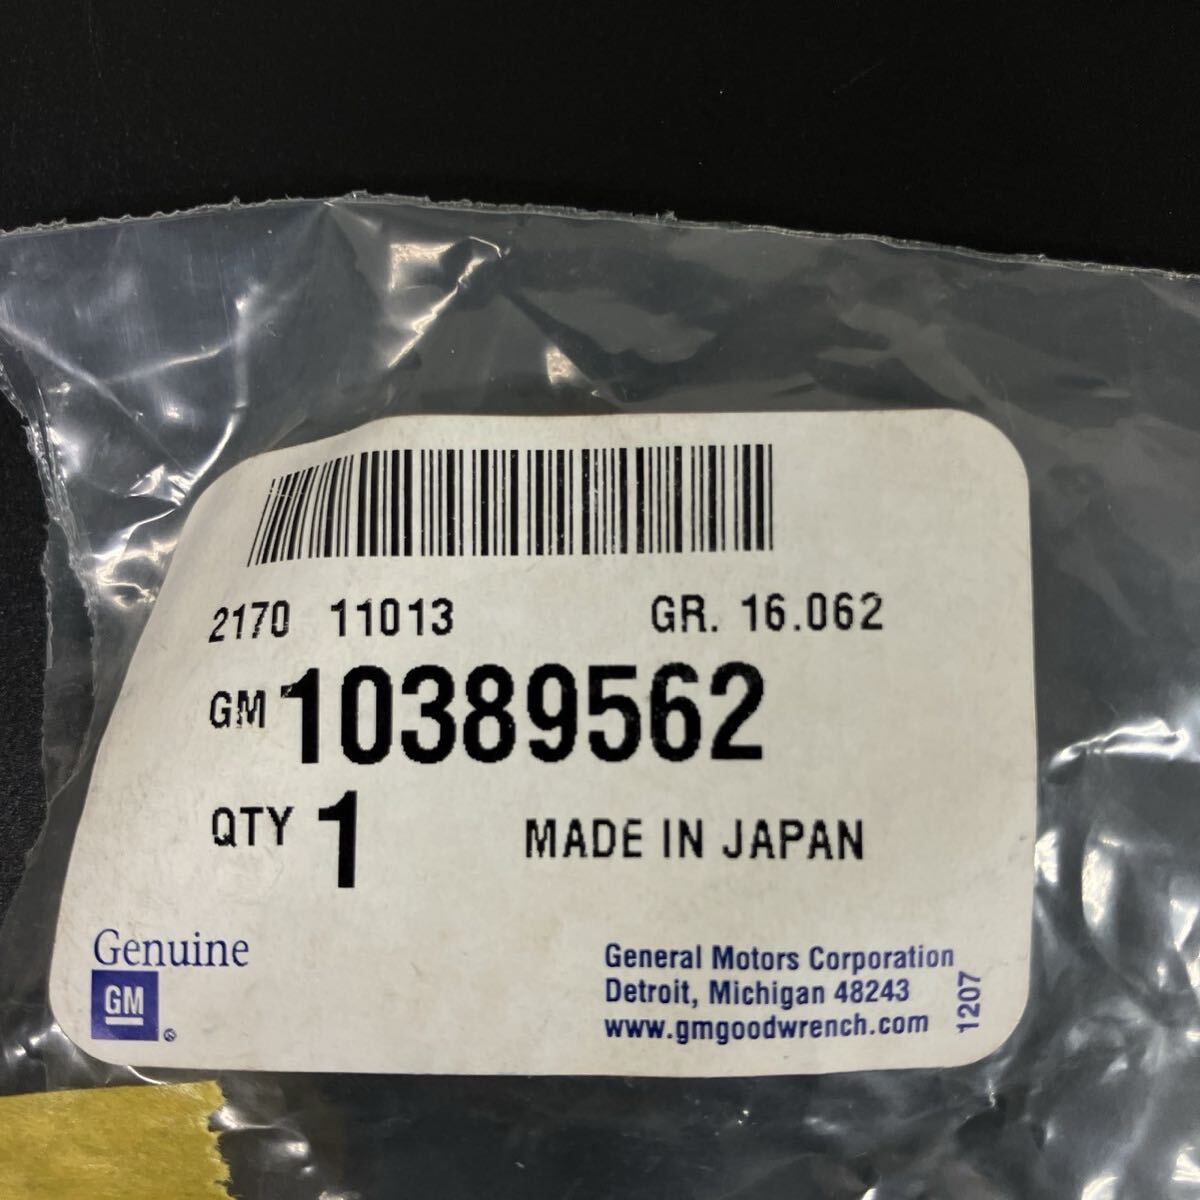 2170 11013 GR. 16.062
GM 10389562
QTY 1 MADE IN JAPAN
Genuine
GM
General Motors Corporation
Detroit, Michigan 48243
www.gmgoodwrench.com
1207